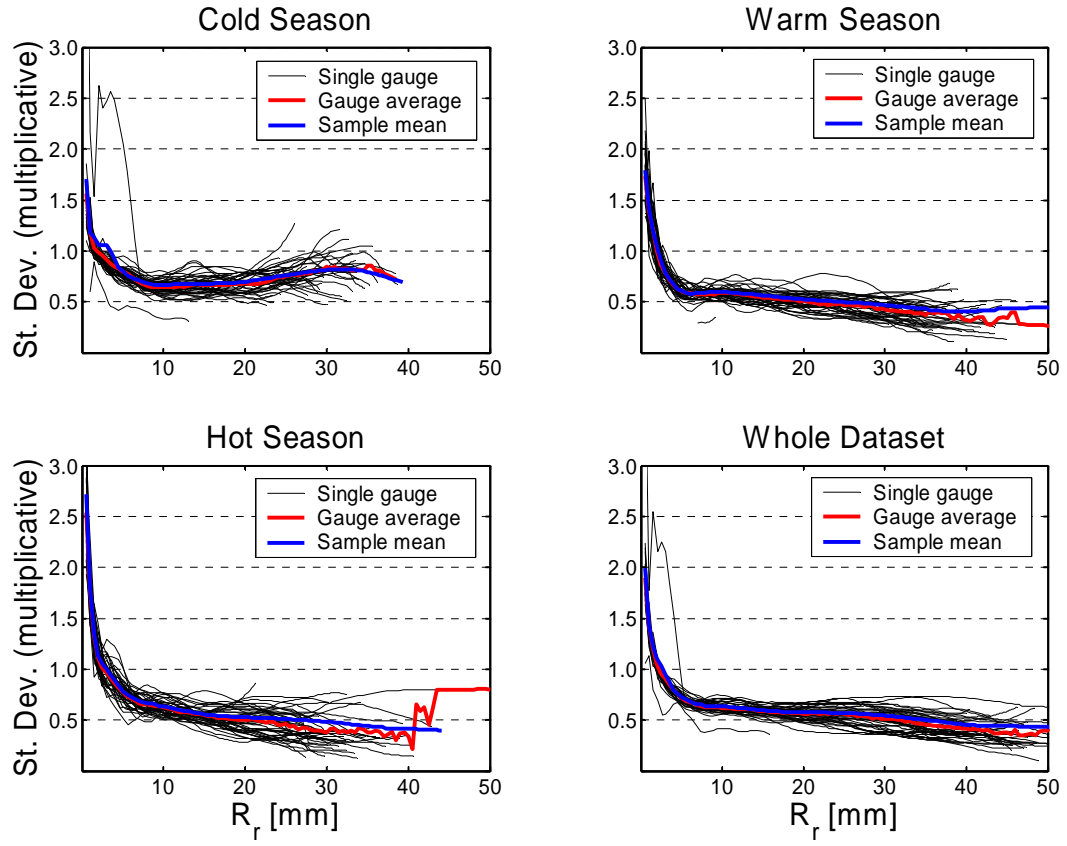 Cold Season
St. Dev. (multiplicative)
3.0
2.5
2.0
1.5
1.0
0.5
Single gauge
Gauge average
Sample mean
10 20 30 40 50
Warm Season
3.0
2.5
2.0
1.5
1.0
0.5
Single gauge
Gauge average
Sample mean
10 20 30 40 50
Hot Season
St. Dev. (multiplicative)
3.0
2.5
2.0
1.5
1.0
0.5
Single gauge
Gauge average
Sample mean
10 20 30 40 50
R_r [mm]
Whole Dataset
3.0
2.5
2.0
1.5
1.0
0.5
Single gauge
Gauge average
Sample mean
10 20 30 40 50
R_r [mm]